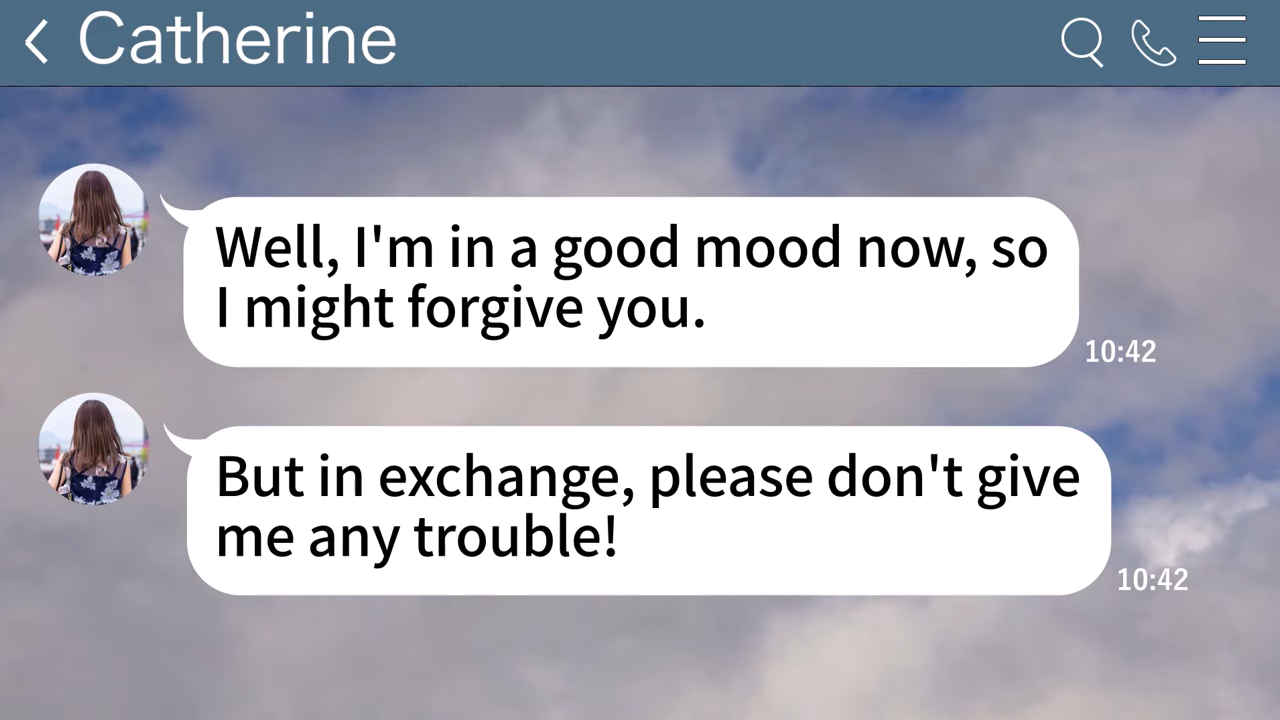 Catherine
Well, I'm in a good mood now, so
I might forgive you.
10:42
But in exchange, please don't give
me any trouble!
10:42